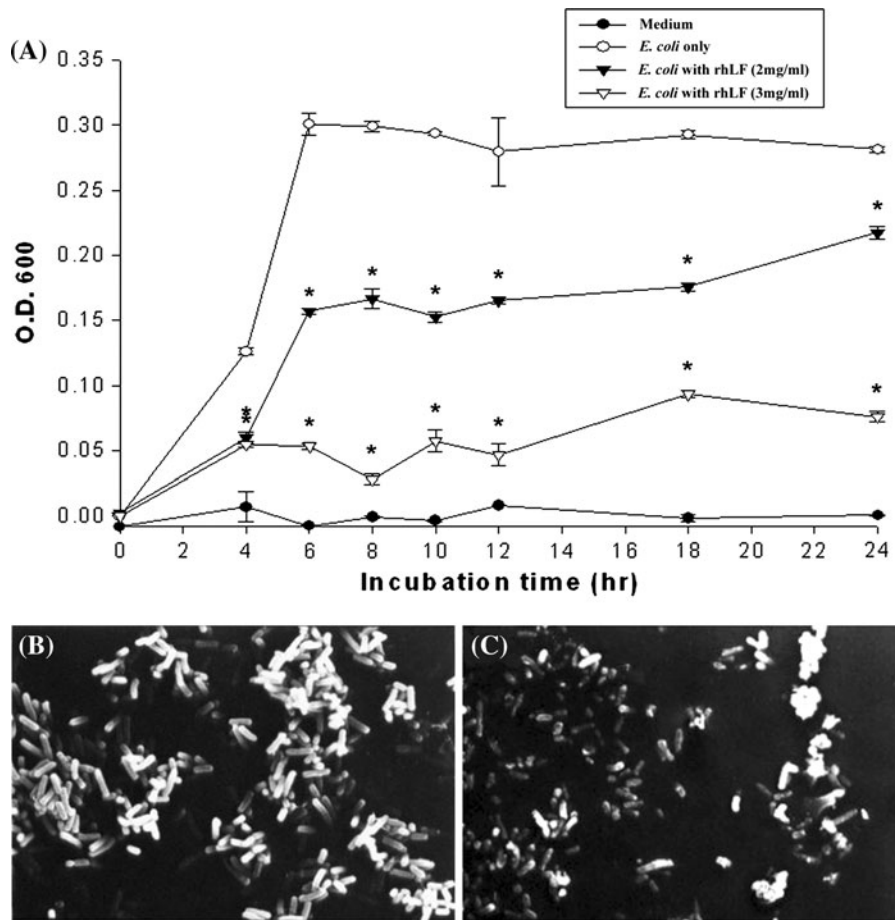 (A)
Medium
E. coli only
E. coli with rhLF (2mg/ml)
E. coli with rhLF (3mg/ml)
0.35
0.30
0.25
0.20
0.15
0.10
0.05
0.00
O.D. 600
*
*
*
*
*
*
*
*
*
*
*
*
*
*
0 2 4 6 8 10 12 14 16 18 20 22 24
Incubation time (hr)
(B)
(C)